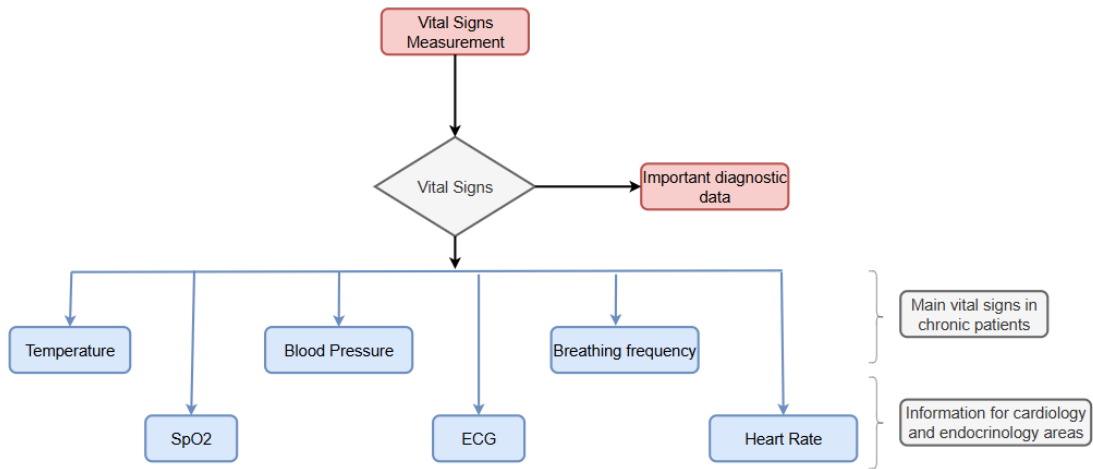 Vital Signs
Measurement
Vital Signs
Important diagnostic
data
Temperature
Blood Pressure
Breathing frequency
Main vital signs in
chronic patients
SpO2
ECG
Heart Rate
Information for cardiology
and endocrinology areas